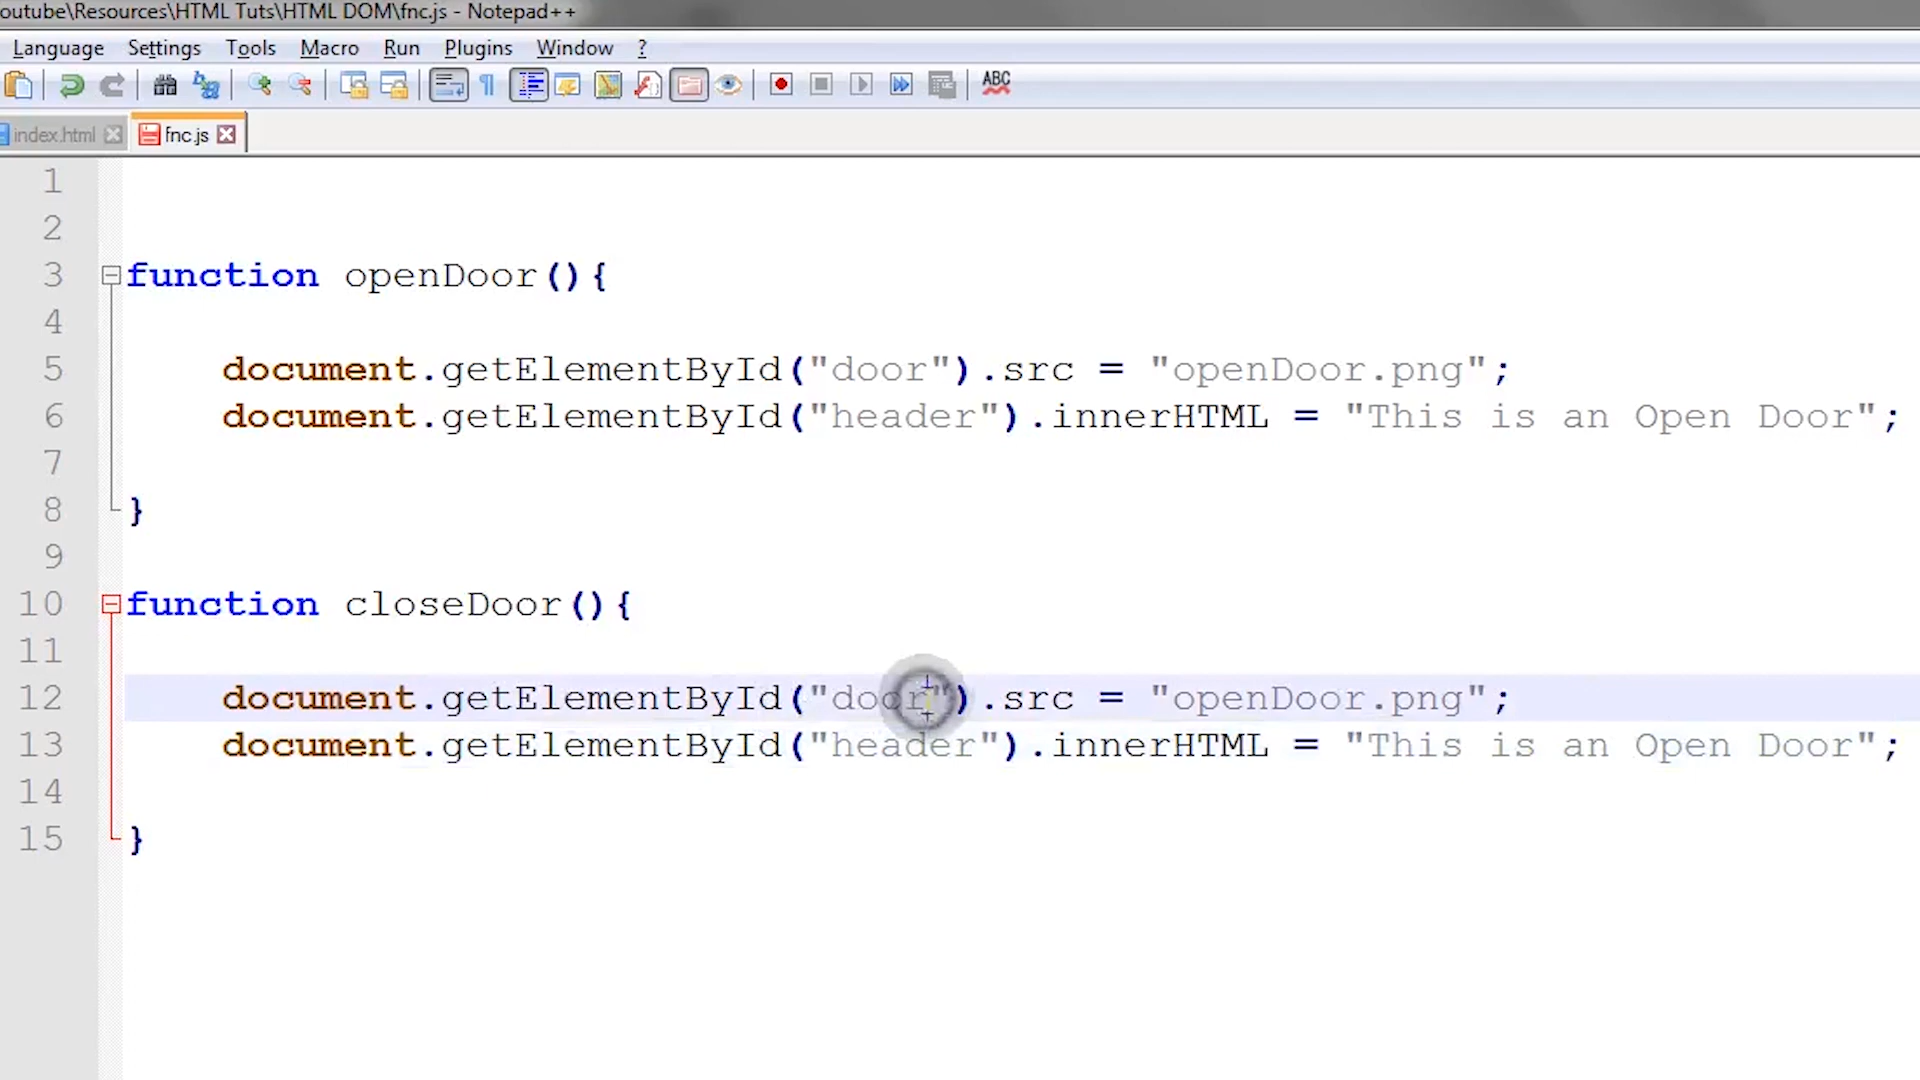 outube\Resources\HTML Tuts\HTML DOM\fnc.js - Notepad++
Language Settings Tools Macro Run Plugins Window ?
ABC
index.html fnc.js
1
2
3 function openDoor(){
4
5 document.getElementById("door").src = "openDoor.png";
6 document.getElementById("header").innerHTML = "This is an Open Door";
7
8 }
9
10 function closeDoor(){
11
12 document.getElementById("door").src = "openDoor.png";
13 document.getElementById("header").innerHTML = "This is an Open Door";
14
15 }